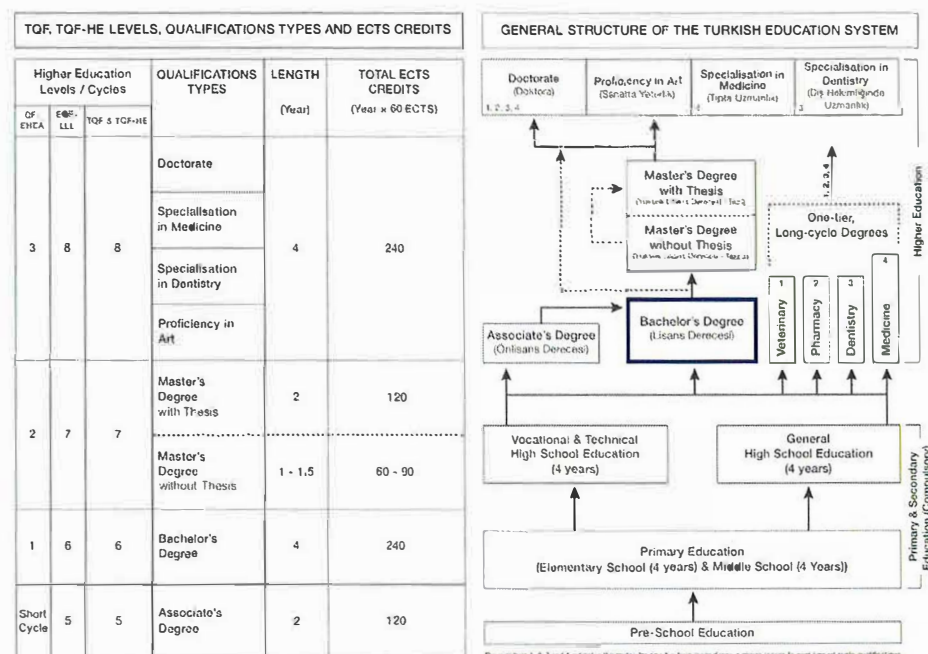 TQF, TQF-HE LEVELS, QUALIFICATIONS TYPES AND ECTS CREDITS
Higher Education
Levels / Cycles
QUALIFICATIONS
TYPES
LENGTH
(Year)
TOTAL ECTS
CREDITS
(Year x 60 ECTS)
QF-
EHEA
EQF-
LLL
TQF & TQF-HE
3
8
8
Doctorate
Specialisation
in Medicine
Specialisation
in Dentistry
Proficiency in
Art
4
240
2
7
7
Master's
Degree
with Thesis
2
120
Master's
Degree
without Thesis
1 - 1.5
60 - 90
1
6
6
Bachelor's
Degree
4
240
Short
Cycle
5
5
Associate's
Degree
2
120
GENERAL STRUCTURE OF THE TURKISH EDUCATION SYSTEM
Doctorate
(Doktora)
1, 2, 3, 4
Proficiency in Art
(Sanatta Yeterlik)
Specialisation in
Medicine
(Tıpta Uzmanlık)
Specialisation in
Dentistry
(Diş Hekimliğinde
Uzmanlık)
3
Master's Degree
with Thesis
Master's Degree
without Thesis
1, 2, 3, 4
One-tier,
Long-cycle Degrees
Higher Education
Associate's Degree
(Önlisans Derecesi)
Bachelor's Degree
(Lisans Derecesi)
1
Veterinary
2
Pharmacy
3
Dentistry
4
Medicine
Vocational & Technical
High School Education
(4 years)
General
High School Education
(4 years)
Primary & Secondary
Education (Compulsory)
Primary Education
(Elementary School (4 years) & Middle School (4 Years))
Pre-School Education